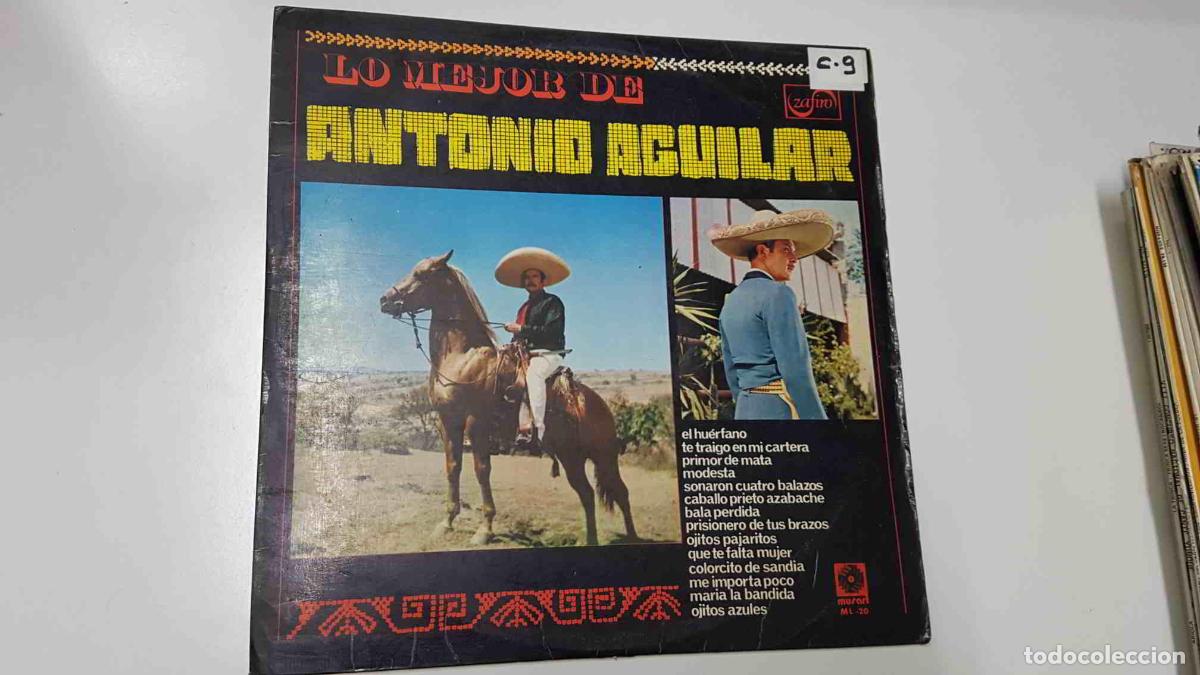 c.9
LO MEJOR DE
zafiro
ANTONIO AGUILAR
el huérfano
te traigo en mi cartera
primor de mata
modesta
sonaron cuatro balazos
caballo prieto azabache
bala perdida
prisionero de tus brazos
ojitos pajaritos
que te falta mujer
colorcito de sandia
me importa poco
maria la bandida
ojitos azules
musart
ML-20
todocoleccion